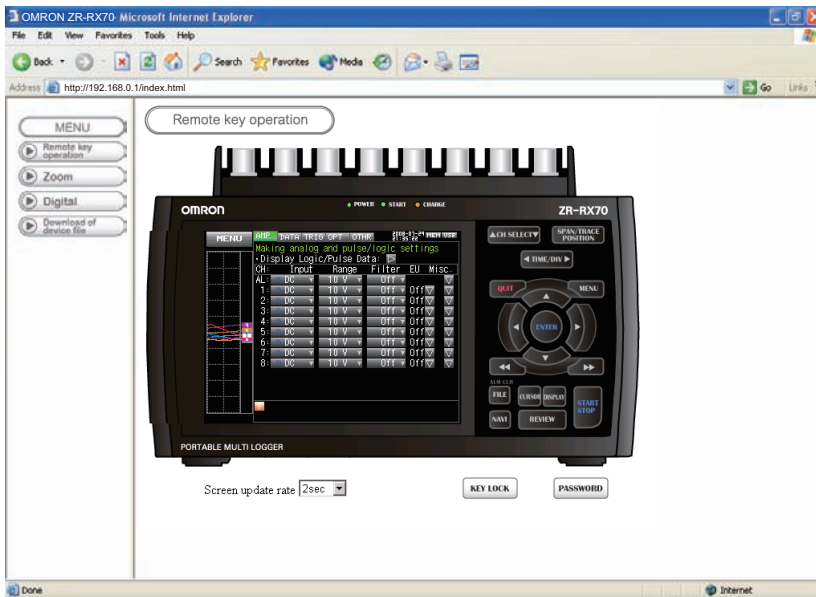 OMRON ZR-RX70- Microsoft Internet Explorer
File Edit View Favorites Tools Help
Back Search Favorites Media
Address http://192.168.0.1/index.html Go Links
MENU
Remote key operation
Zoom
Digital
Download of device file
Remote key operation
OMRON POWER START CHARGE ZR-RX70
MENU AMP DATA TRIG OPT OTHR MEM USB
Making analog and pulse/logic settings
•Display Logic/Pulse Data:
CH: Input Range Filter EU Misc.
AL: DC 10 V Off
1: DC 10 V Off Off
2: DC 10 V Off Off
3: DC 10 V Off Off
4: DC 10 V Off Off
5: DC 10 V Off Off
6: DC 10 V Off Off
7: DC 10 V Off Off
8: DC 10 V Off Off
▲CH SELECT▼ SPAN/TRACE POSITION
◀ TIME/DIV ▶
QUIT MENU
ENTER
ALM CLR
FILE CURSOR DISPLAY START STOP
NAVI REVIEW
PORTABLE MULTI LOGGER
Screen update rate 2sec KEY LOCK PASSWORD
Done Internet